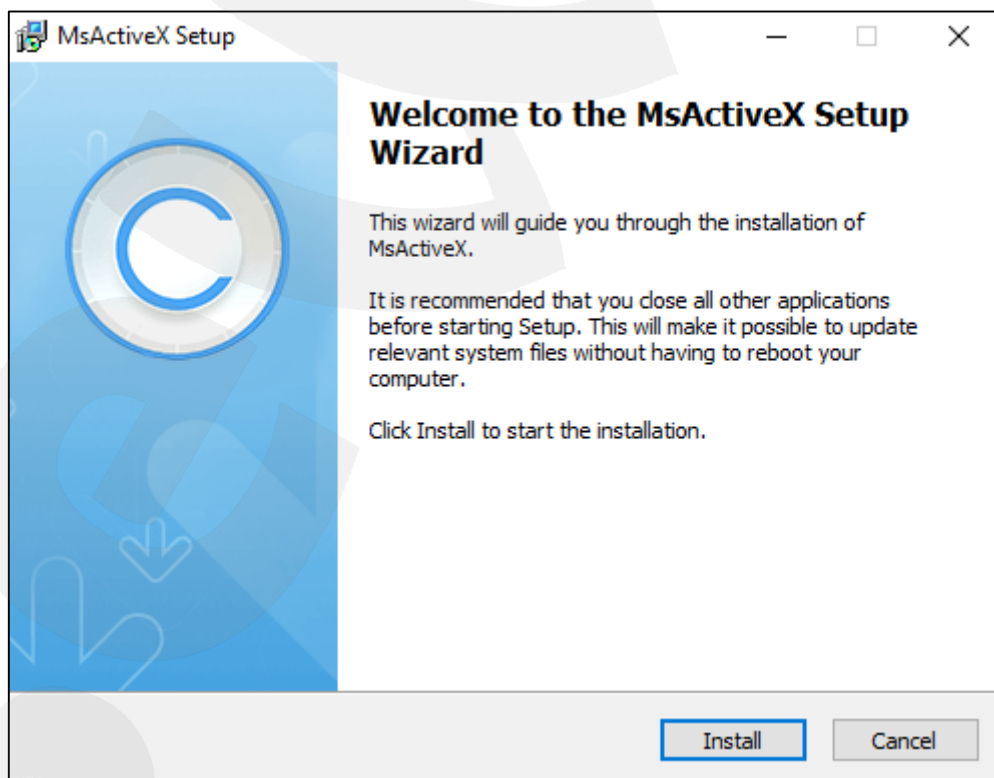 MsActiveX Setup
Welcome to the MsActiveX Setup
Wizard
This wizard will guide you through the installation of
MsActiveX.
It is recommended that you close all other applications
before starting Setup. This will make it possible to update
relevant system files without having to reboot your
computer.
Click Install to start the installation.
Install
Cancel